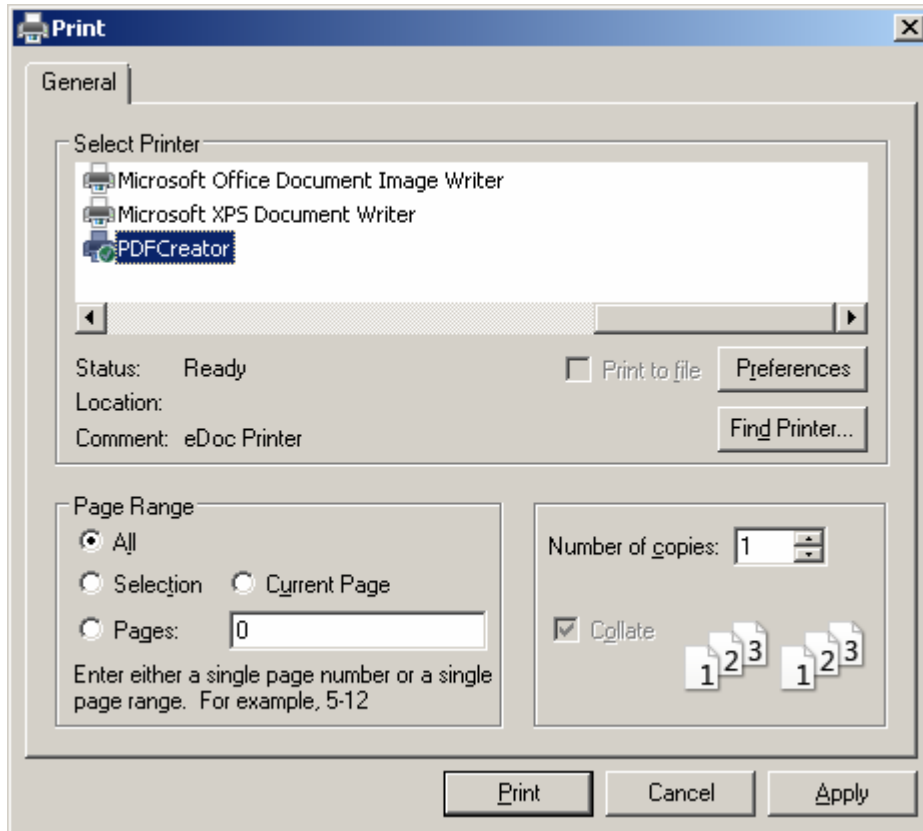 Print
General
Select Printer
Microsoft Office Document Image Writer
Microsoft XPS Document Writer
PDFCreator
Status: Ready
Print to file
Preferences
Location:
Comment: eDoc Printer
Find Printer...
Page Range
All
Selection Current Page
Pages: 0
Enter either a single page number or a single
page range. For example, 5-12
Number of copies: 1
Collate
1 2 3 1 2 3
Print Cancel Apply